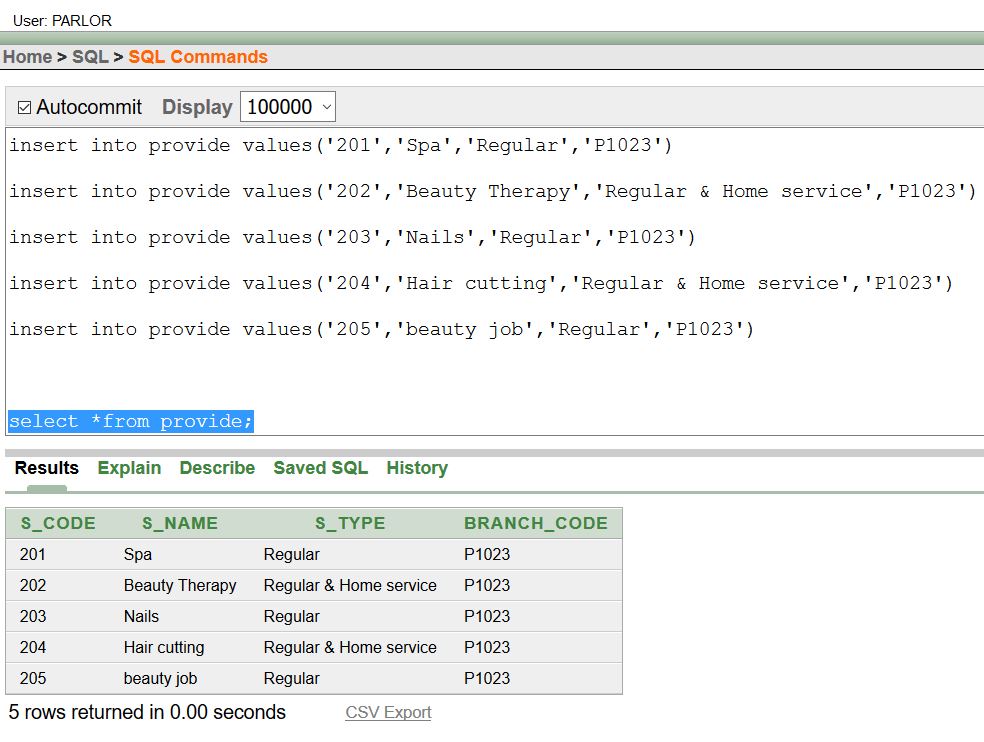 User: PARLOR
Home > SQL > SQL Commands
Autocommit Display 100000
insert into provide values('201','Spa','Regular','P1023')
insert into provide values('202','Beauty Therapy','Regular & Home service','P1023')
insert into provide values('203','Nails','Regular','P1023')
insert into provide values('204','Hair cutting','Regular & Home service','P1023')
insert into provide values('205','beauty job','Regular','P1023')
select *from provide;
Results Explain Describe Saved SQL History
S_CODE S_NAME S_TYPE BRANCH_CODE
201 Spa Regular P1023
202 Beauty Therapy Regular & Home service P1023
203 Nails Regular P1023
204 Hair cutting Regular & Home service P1023
205 beauty job Regular P1023
5 rows returned in 0.00 seconds CSV Export